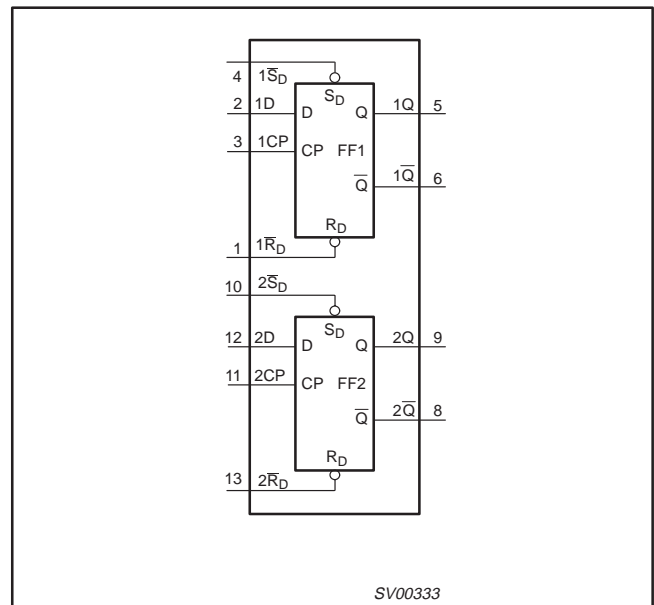 4 1S̅D
SD
2 1D D Q 1Q 5
3 1CP CP FF1
Q̅ 1Q̅ 6
RD
1 1R̅D
10 2S̅D
SD
12 2D D Q 2Q 9
11 2CP CP FF2
Q̅ 2Q̅ 8
RD
13 2R̅D
SV00333